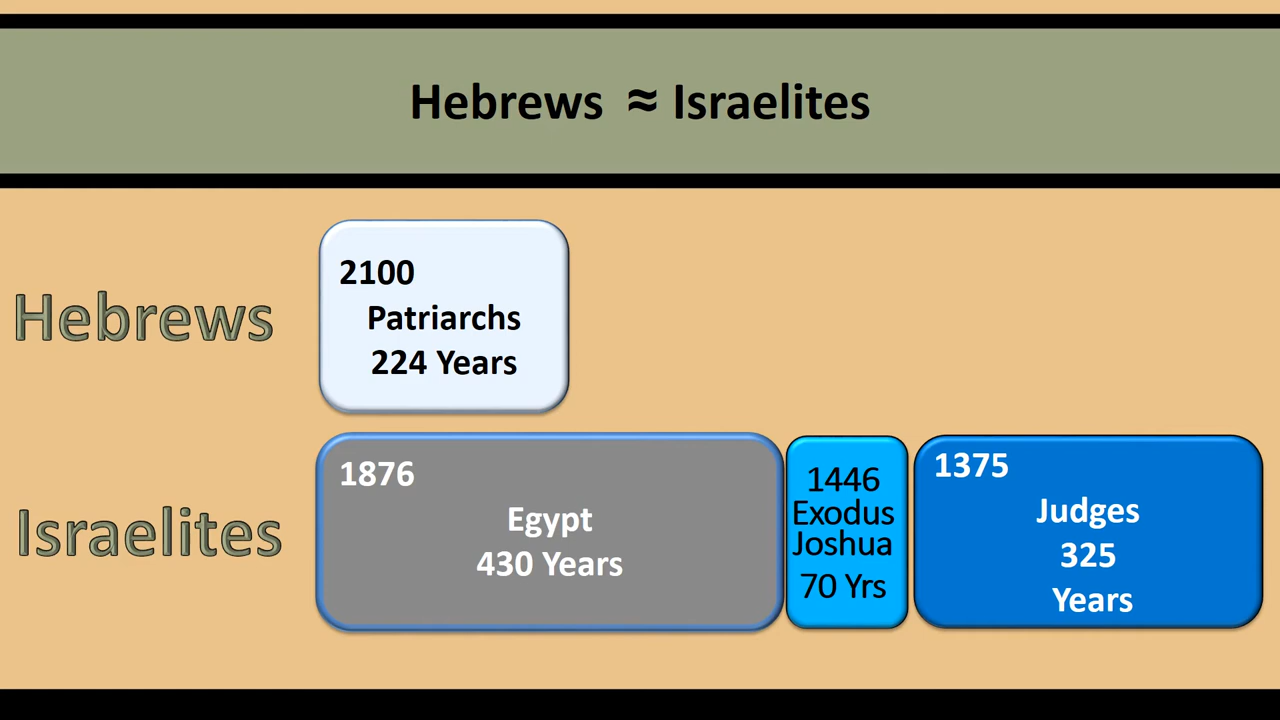 Hebrews ≈ Israelites
Hebrews
2100
Patriarchs
224 Years
Israelites
1876
Egypt
430 Years
1446
Exodus
Joshua
70 Yrs
1375
Judges
325
Years